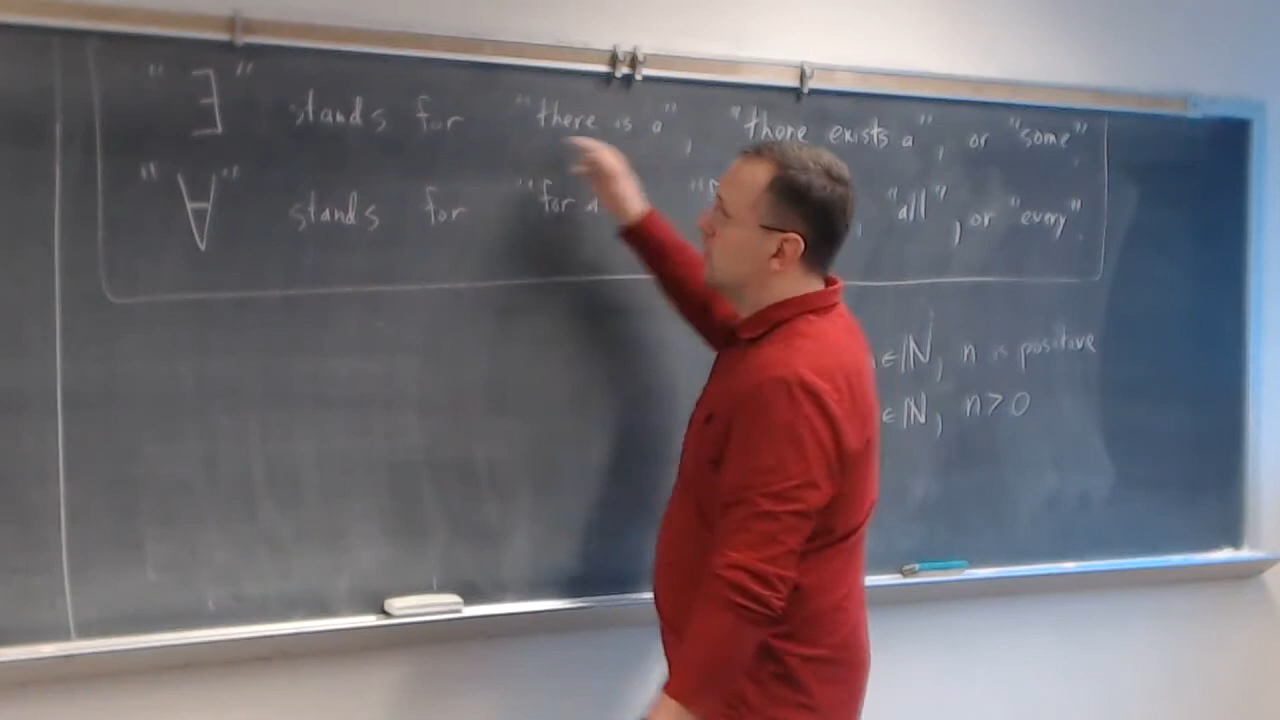 "∃" stands for "there is a", "there exists a", or "some".
"∀" stands for "for "all", or "every".
∈ℕ, n is positive
∈ℕ, n>0